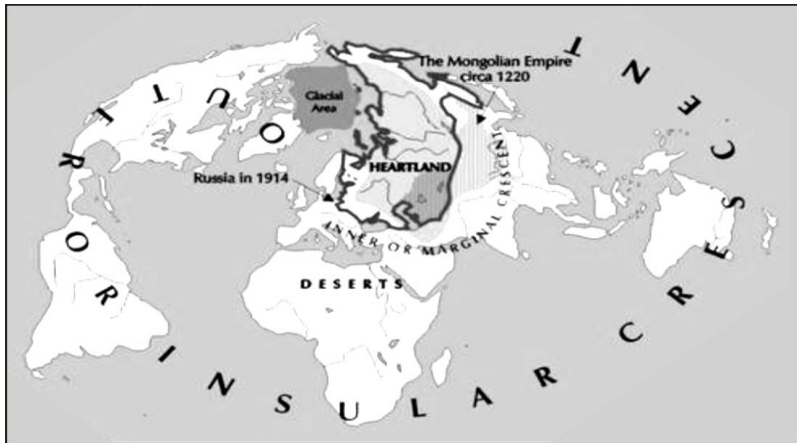 The Mongolian Empire
circa 1220
Glacial
Area
HEARTLAND
Russia in 1914
INNER OR MARGINAL CRESCENT
DESERTS
OUTER OR INSULAR CRESCENT